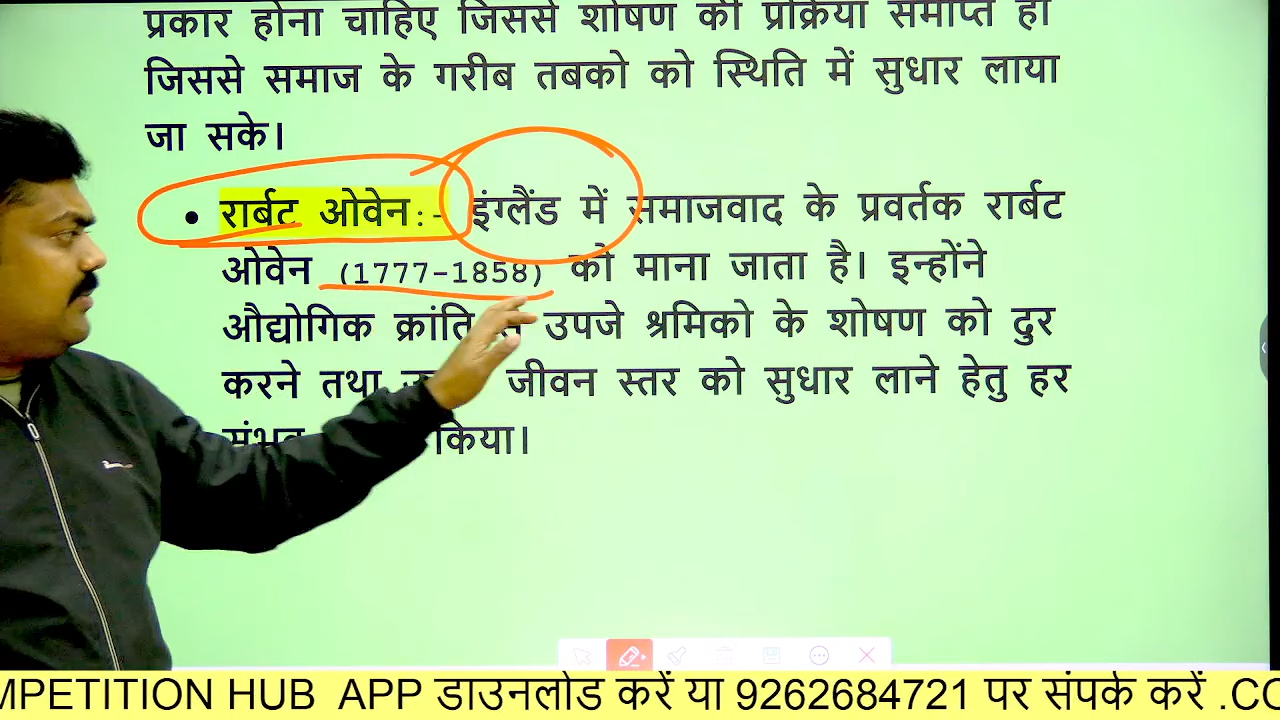 प्रकार होना चाहिए जिससे शोषण की प्रक्रिया समाप्त हो
जिससे समाज के गरीब तबको को स्थिति में सुधार लाया
जा सके।
• रार्बट ओवेन:- इंग्लैंड में समाजवाद के प्रवर्तक रार्बट
ओवेन (1777-1858) को माना जाता है। इन्होंने
औद्योगिक क्रांति उपजे श्रमिको के शोषण को दुर
करने तथा जीवन स्तर को सुधार लाने हेतु हर
संभव किया।
MPETITION HUB APP डाउनलोड करें या 9262684721 पर संपर्क करें .CO